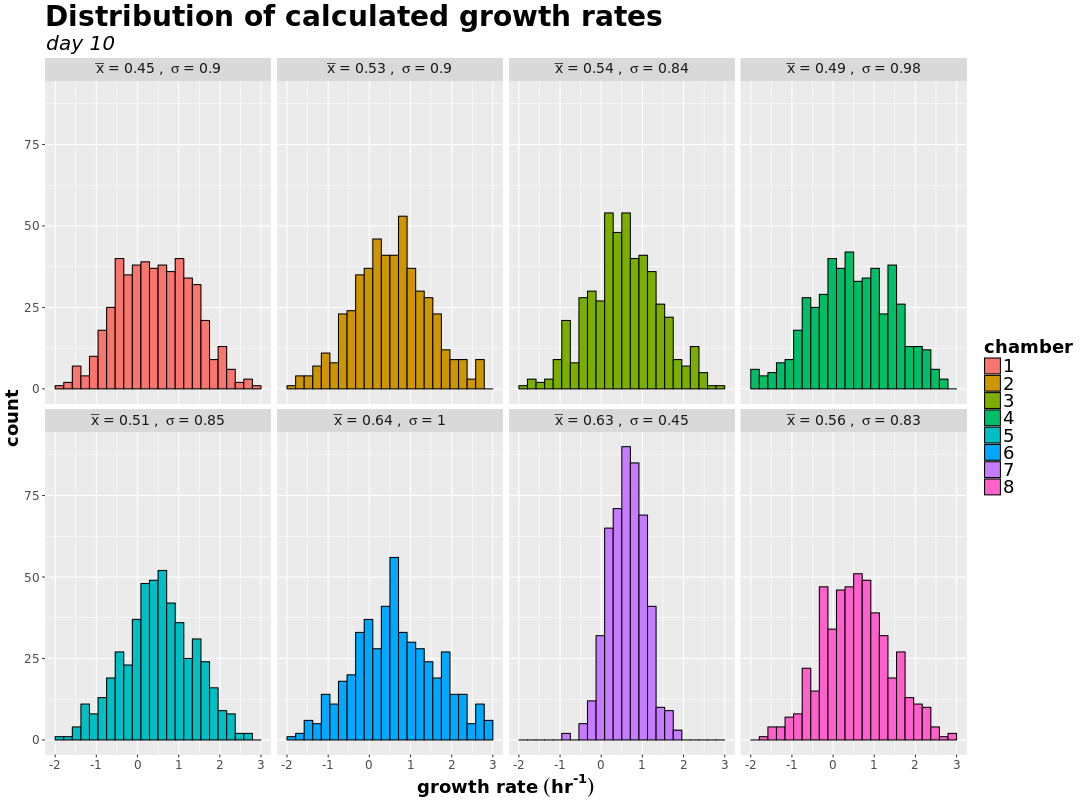 Distribution of calculated growth rates
day 10
x̅ = 0.45 , σ = 0.9
x̅ = 0.53 , σ = 0.9
x̅ = 0.54 , σ = 0.84
x̅ = 0.49 , σ = 0.98
75
50
25
0
count
x̅ = 0.51 , σ = 0.85
x̅ = 0.64 , σ = 1
x̅ = 0.63 , σ = 0.45
x̅ = 0.56 , σ = 0.83
75
50
25
0
-2 -1 0 1 2 3
-2 -1 0 1 2 3
-2 -1 0 1 2 3
-2 -1 0 1 2 3
growth rate (hr⁻¹)
chamber
1
2
3
4
5
6
7
8